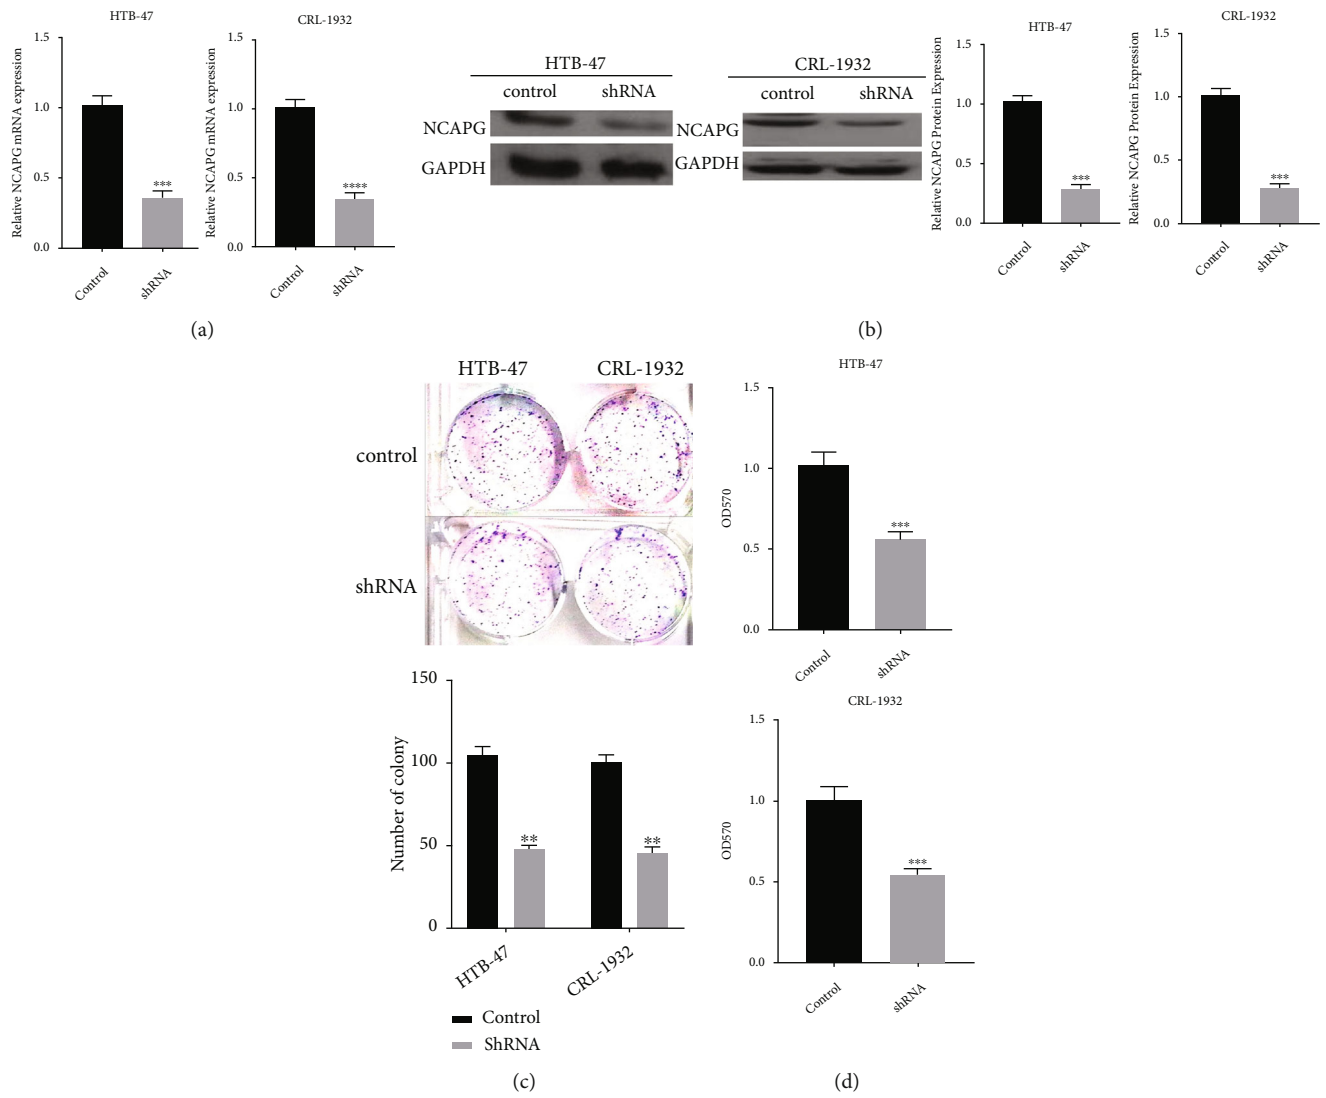 HTB-47
Relative NCAPG mRNA expression
1.5
1.0
0.5
0.0
***
Control
shRNA
CRL-1932
Relative NCAPG mRNA expression
1.5
1.0
0.5
0.0
****
Control
shRNA
(a)
HTB-47
control shRNA
NCAPG
GAPDH
CRL-1932
control shRNA
NCAPG
GAPDH
HTB-47
Relative NCAPG Protein Expression
1.5
1.0
0.5
0.0
***
Control
shRNA
CRL-1932
Relative NCAPG Protein Expression
1.5
1.0
0.5
0.0
***
Control
shRNA
(b)
HTB-47 CRL-1932
control
shRNA
Number of colony
150
100
50
0
**
**
HTB-47
CRL-1932
Control
ShRNA
(c)
HTB-47
OD570
1.5
1.0
0.5
0.0
***
Control
shRNA
CRL-1932
OD570
1.5
1.0
0.5
0.0
***
Control
shRNA
(d)